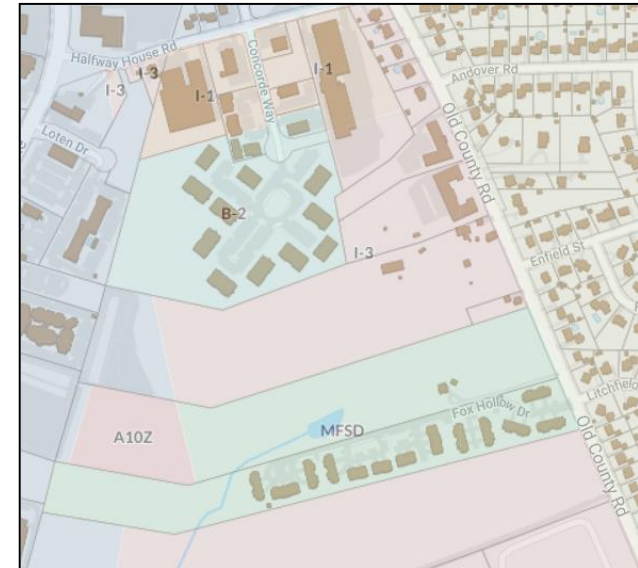 Halfway House Rd
I-3
I-3
I-1
Concorde Way
I-1
Andover Rd
Old County Rd
Loten Dr
B-2
I-3
Enfield St
Litchfield
Fox Hollow Dr
MFSD
A10Z
Old County Rd